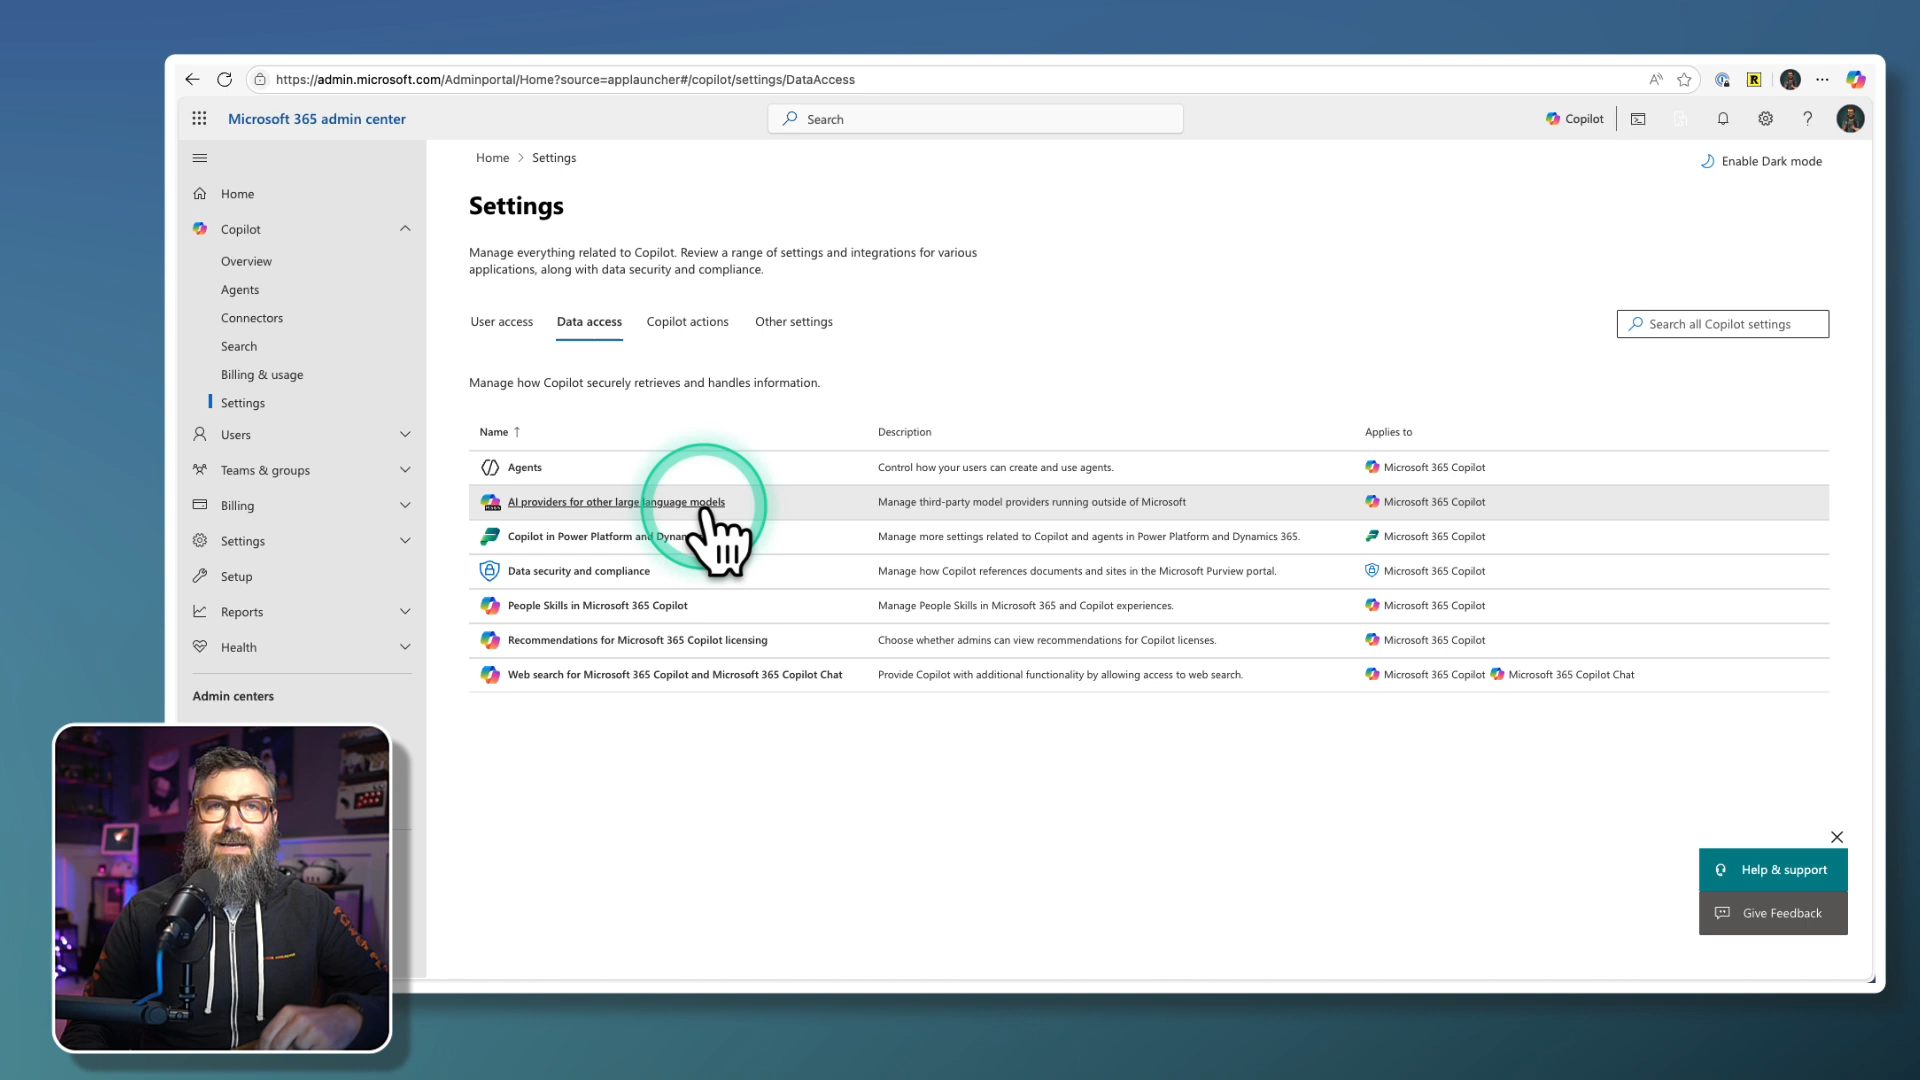 https://admin.microsoft.com/Adminportal/Home?source=applauncher#/copilot/settings/DataAccess
Microsoft 365 admin center
Search
Copilot
Home > Settings
Enable Dark mode
Home
Copilot
Overview
Agents
Connectors
Search
Billing & usage
Settings
Users
Teams & groups
Billing
Settings
Setup
Reports
Health
Admin centers
Settings
Manage everything related to Copilot. Review a range of settings and integrations for various
applications, along with data security and compliance.
User access Data access Copilot actions Other settings
Search all Copilot settings
Manage how Copilot securely retrieves and handles information.
Name ↑ Description Applies to
Agents Control how your users can create and use agents. Microsoft 365 Copilot
AI providers for other large language models Manage third-party model providers running outside of Microsoft Microsoft 365 Copilot
Copilot in Power Platform and Manage more settings related to Copilot and agents in Power Platform and Dynamics 365. Microsoft 365 Copilot
Data security and compliance Manage how Copilot references documents and sites in the Microsoft Purview portal. Microsoft 365 Copilot
People Skills in Microsoft 365 Copilot Manage People Skills in Microsoft 365 and Copilot experiences. Microsoft 365 Copilot
Recommendations for Microsoft 365 Copilot licensing Choose whether admins can view recommendations for Copilot licenses. Microsoft 365 Copilot
Web search for Microsoft 365 Copilot and Microsoft 365 Copilot Chat Provide Copilot with additional functionality by allowing access to web search. Microsoft 365 Copilot Microsoft 365 Copilot Chat
Help & support
Give Feedback